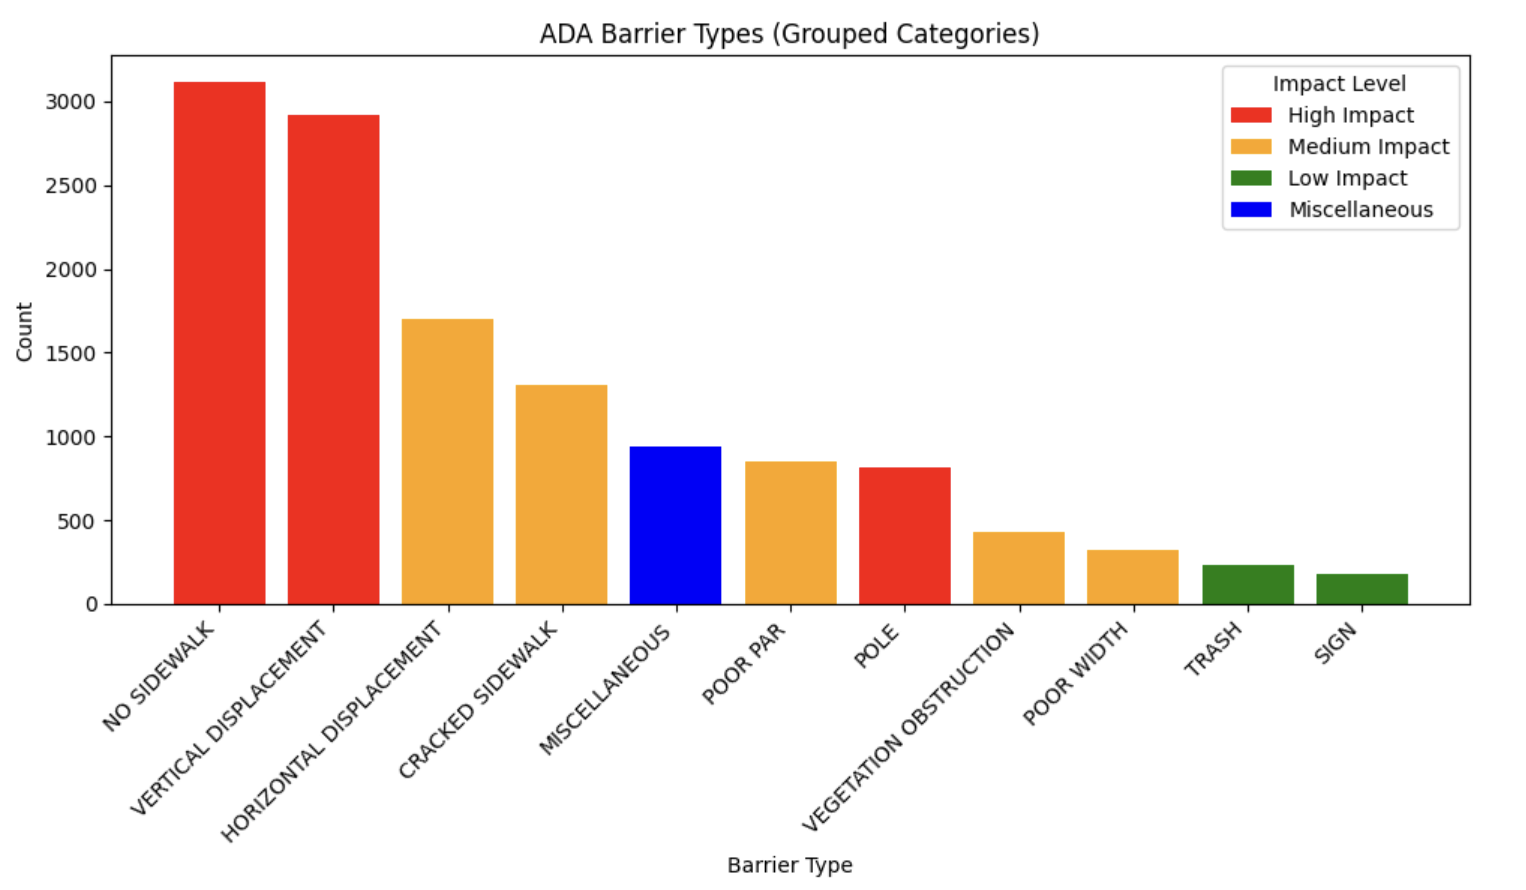 ADA Barrier Types (Grouped Categories)
Impact Level
High Impact
Medium Impact
Low Impact
Miscellaneous
Count
3000
2500
2000
1500
1000
500
0
NO SIDEWALK
VERTICAL DISPLACEMENT
HORIZONTAL DISPLACEMENT
CRACKED SIDEWALK
MISCELLANEOUS
POOR PAR
POLE
VEGETATION OBSTRUCTION
POOR WIDTH
TRASH
SIGN
Barrier Type